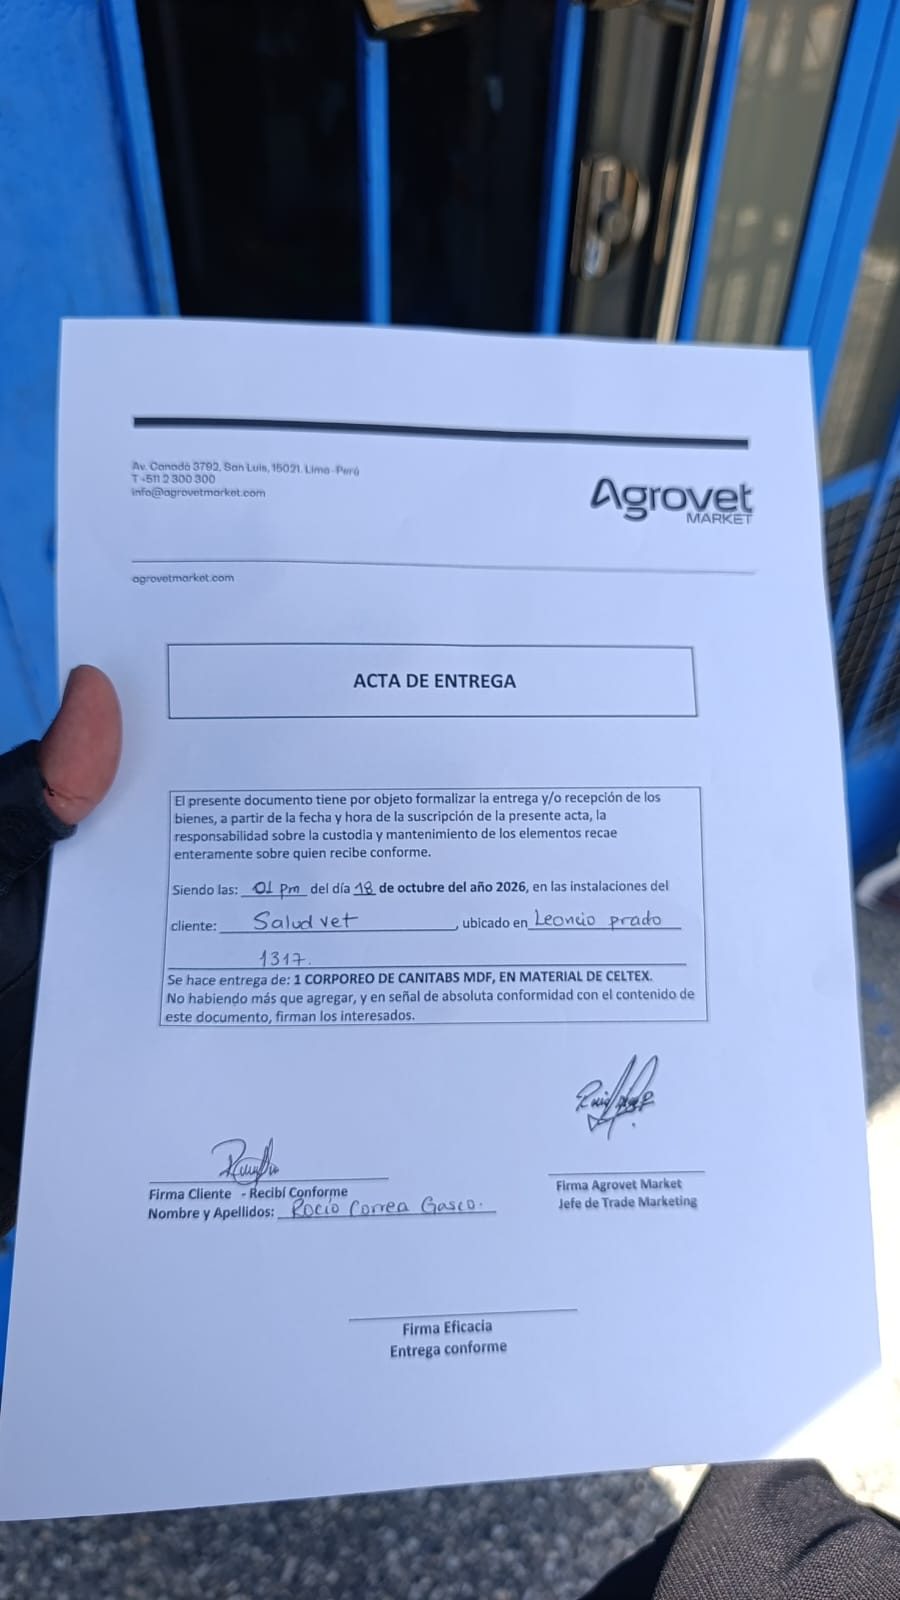 Av. Canadá 3792, San Luis, 15021. Lima-Perú
T +511 2 300 300
info@agrovetmarket.com
Agrovet
MARKET
agrovetmarket.com
ACTA DE ENTREGA
El presente documento tiene por objeto formalizar la entrega y/o recepción de los
bienes, a partir de la fecha y hora de la suscripción de la presente acta, la
responsabilidad sobre la custodia y mantenimiento de los elementos recae
enteramente sobre quien recibe conforme.
Siendo las: 01 pm del día 18 de octubre del año 2026, en las instalaciones del
cliente: Salud vet, ubicado en Leoncio prado
1317.
Se hace entrega de: 1 CORPOREO DE CANITABS MDF, EN MATERIAL DE CELTEX.
No habiendo más que agregar, y en señal de absoluta conformidad con el contenido de
este documento, firman los interesados.
Firma Cliente - Recibí Conforme
Nombre y Apellidos: Rocio Correa Gasco.
Firma Agrovet Market
Jefe de Trade Marketing
Firma Eficacia
Entrega conforme